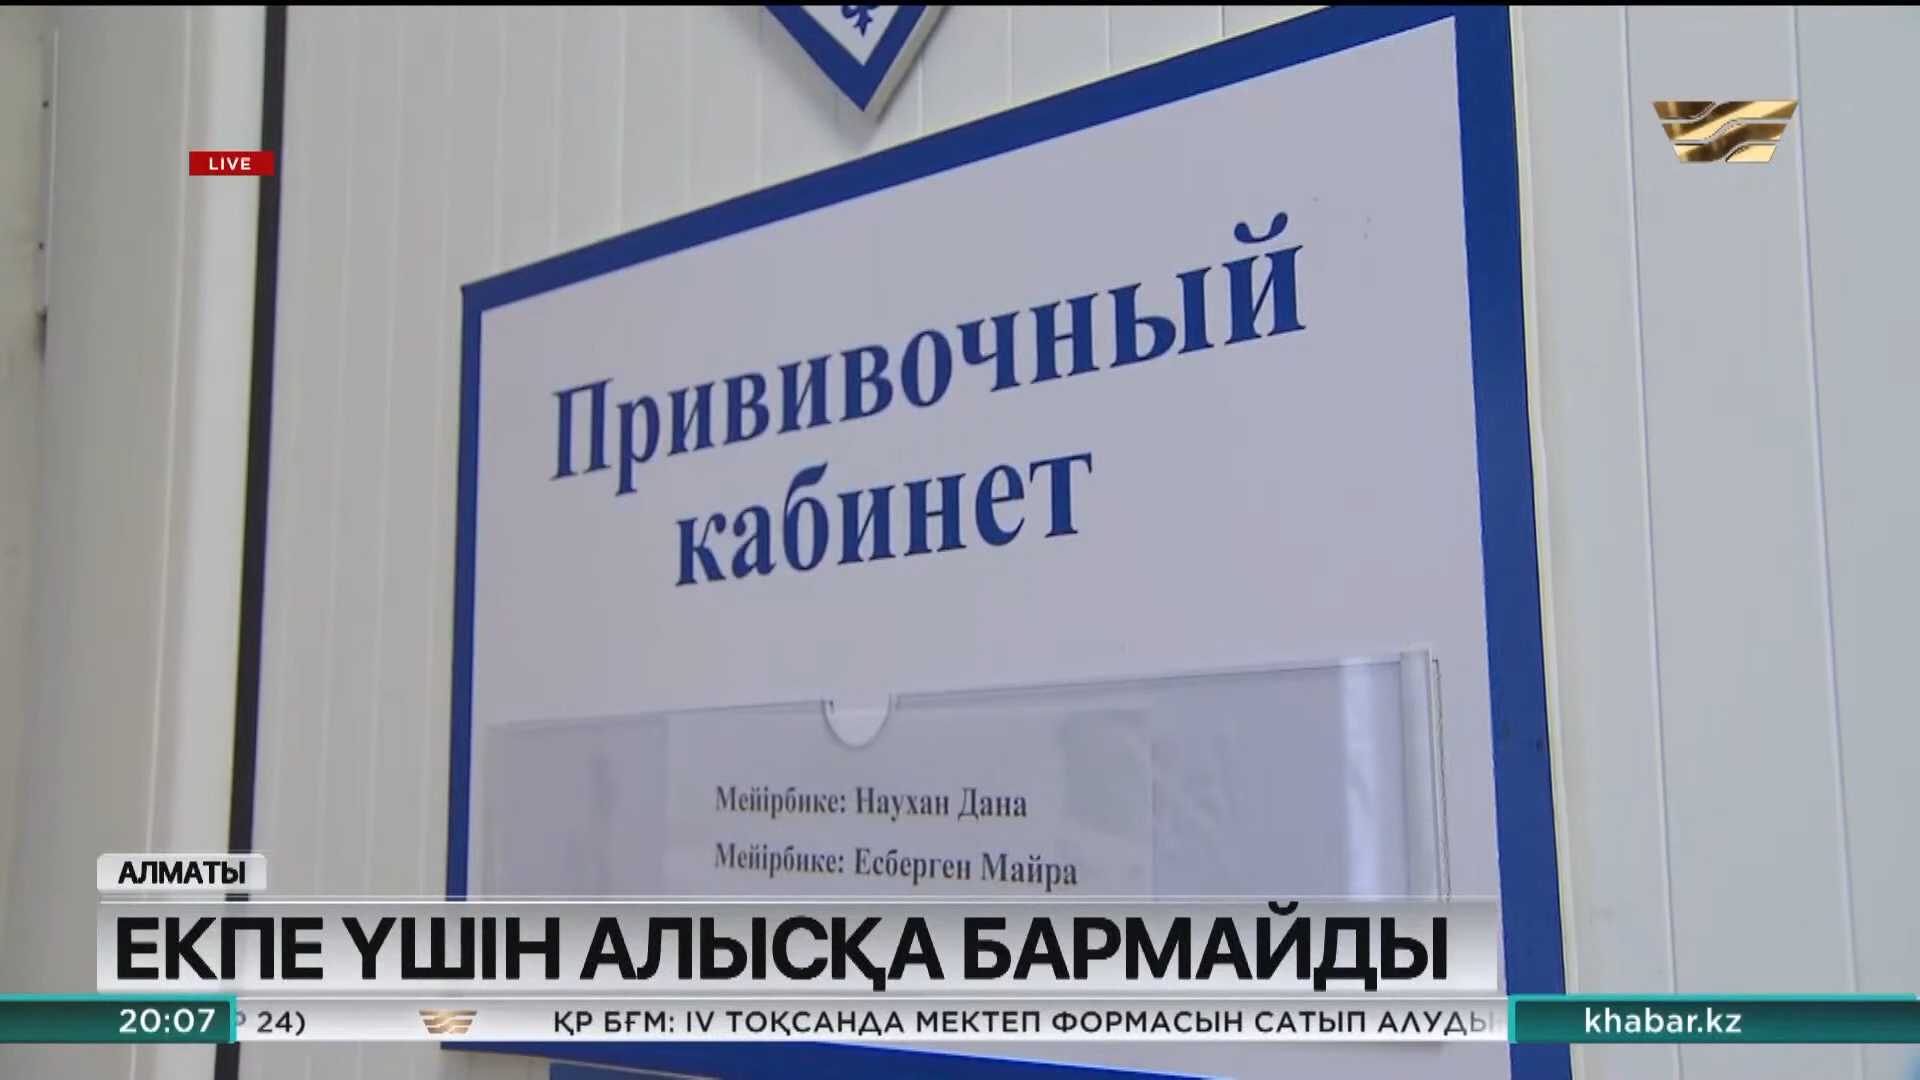 LIVE
Прививочный
кабинет
Мейірбике: Наухан Дана
Мейірбике: Есберген Майра
АЛМАТЫ
ЕКПЕ ҮШІН АЛЫСҚА БАРМАЙДЫ
20:07
24)
ҚР БҒМ: IV ТОҚСАНДА МЕКТЕП ФОРМАСЫН САТЫП АЛУДЫ
khabar.kz